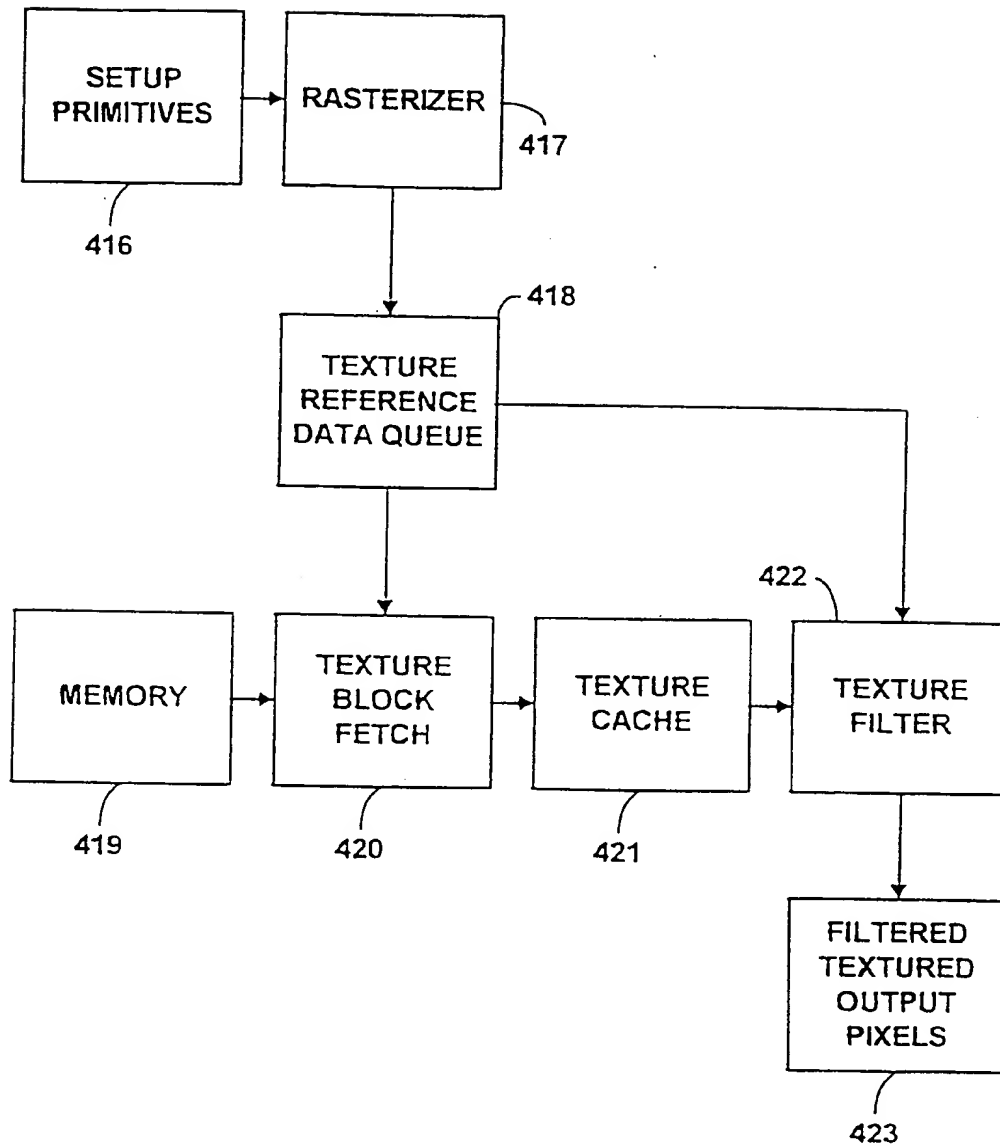 SETUP
PRIMITIVES
RASTERIZER
417
416
418
TEXTURE
REFERENCE
DATA QUEUE
422
MEMORY
TEXTURE
BLOCK
FETCH
TEXTURE
CACHE
TEXTURE
FILTER
419
420
421
FILTERED
TEXTURED
OUTPUT
PIXELS
423